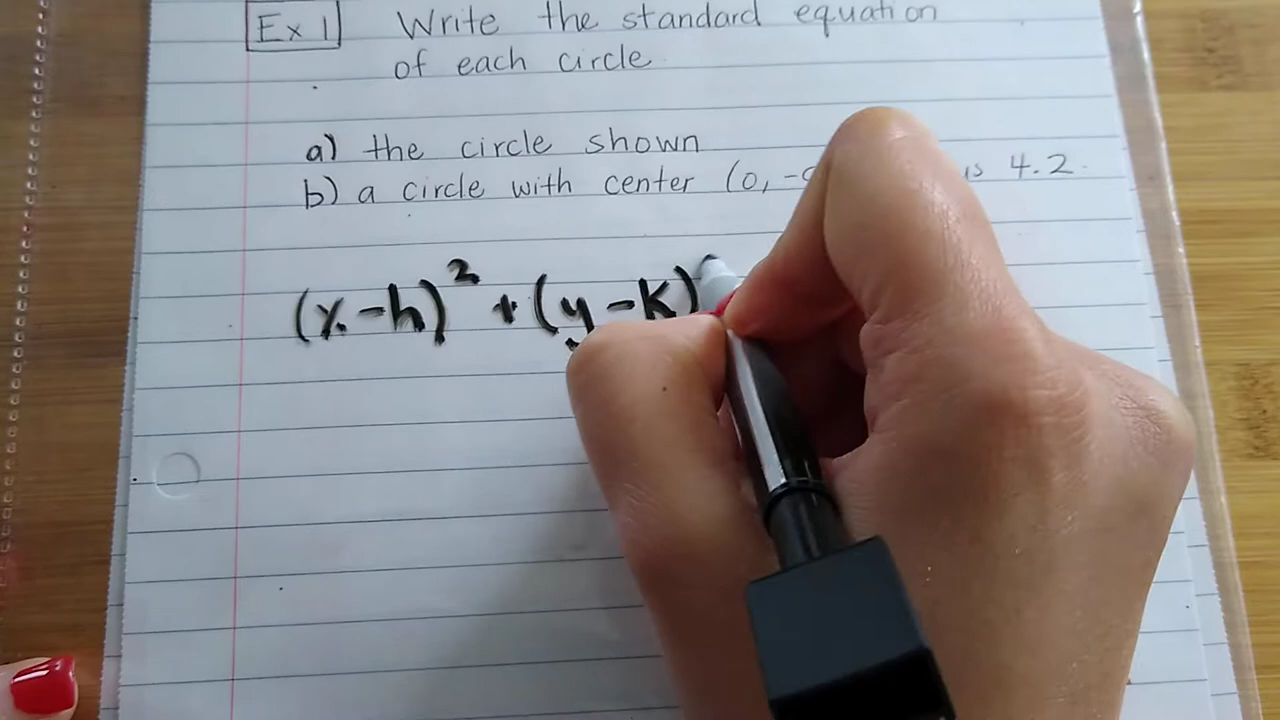 Ex 1 Write the standard equation
of each circle
a) the circle shown
b) a circle with center (0, - is 4.2.
(x-h)² + (y-k)